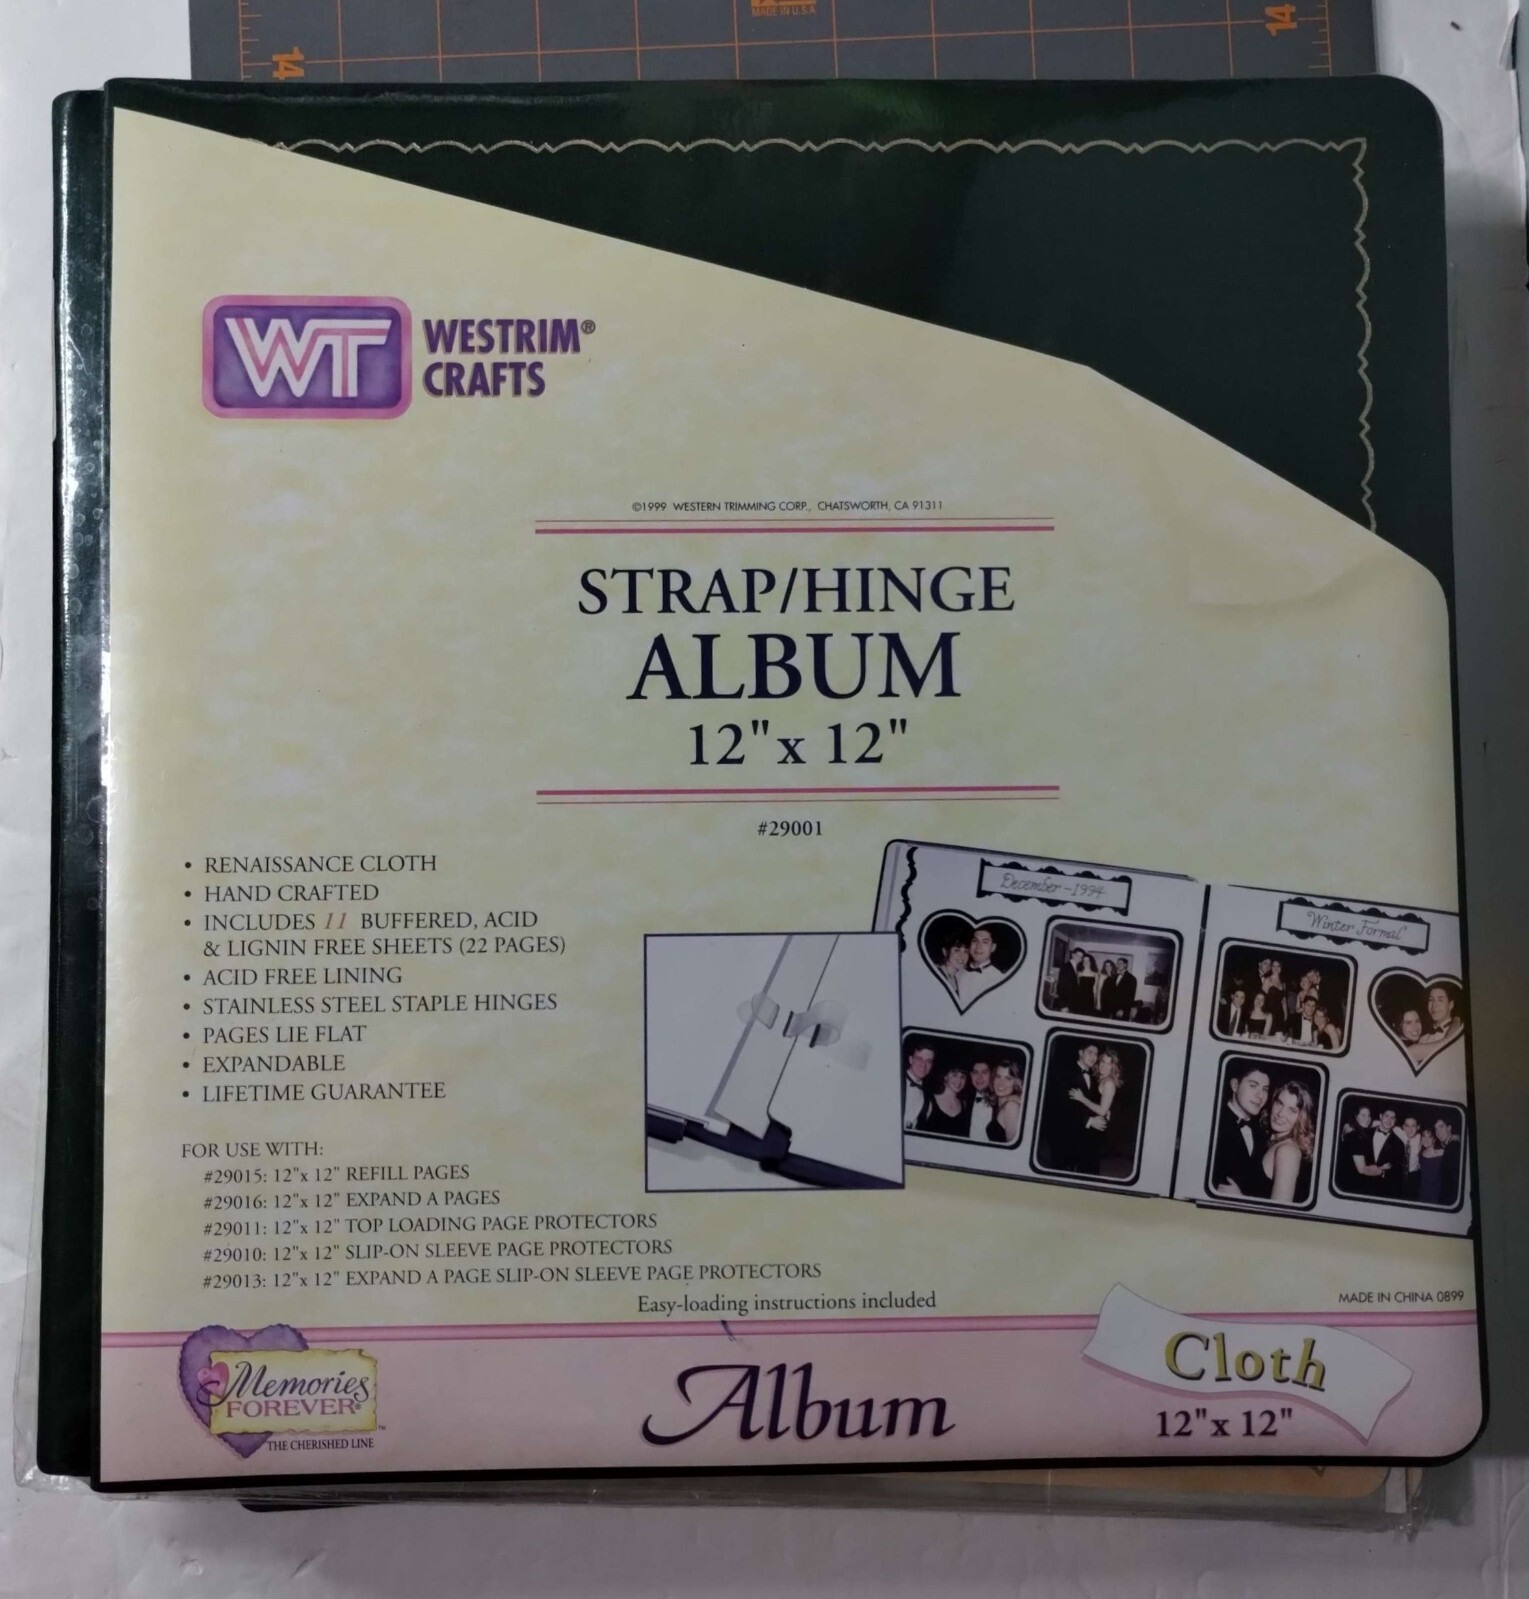 MADE IN U.S.A
14
14
WT
WESTRIM®
CRAFTS
©1999 WESTERN TRIMMING CORP., CHATSWORTH, CA 91311
STRAP/HINGE
ALBUM
12" x 12"
#29001
• RENAISSANCE CLOTH
• HAND CRAFTED
• INCLUDES 11 BUFFERED, ACID
& LIGNIN FREE SHEETS (22 PAGES)
• ACID FREE LINING
• STAINLESS STEEL STAPLE HINGES
• PAGES LIE FLAT
• EXPANDABLE
• LIFETIME GUARANTEE
December - 1994
Winter Formal
FOR USE WITH:
#29015: 12"x 12" REFILL PAGES
#29016: 12"x 12" EXPAND A PAGES
#29011: 12"x 12" TOP LOADING PAGE PROTECTORS
#29010: 12"x 12" SLIP-ON SLEEVE PAGE PROTECTORS
#29013: 12"x 12" EXPAND A PAGE SLIP-ON SLEEVE PAGE PROTECTORS
Easy-loading instructions included
MADE IN CHINA 0899
Memories
FOREVER®
™
THE CHERISHED LINE
Album
Cloth
12" x 12"